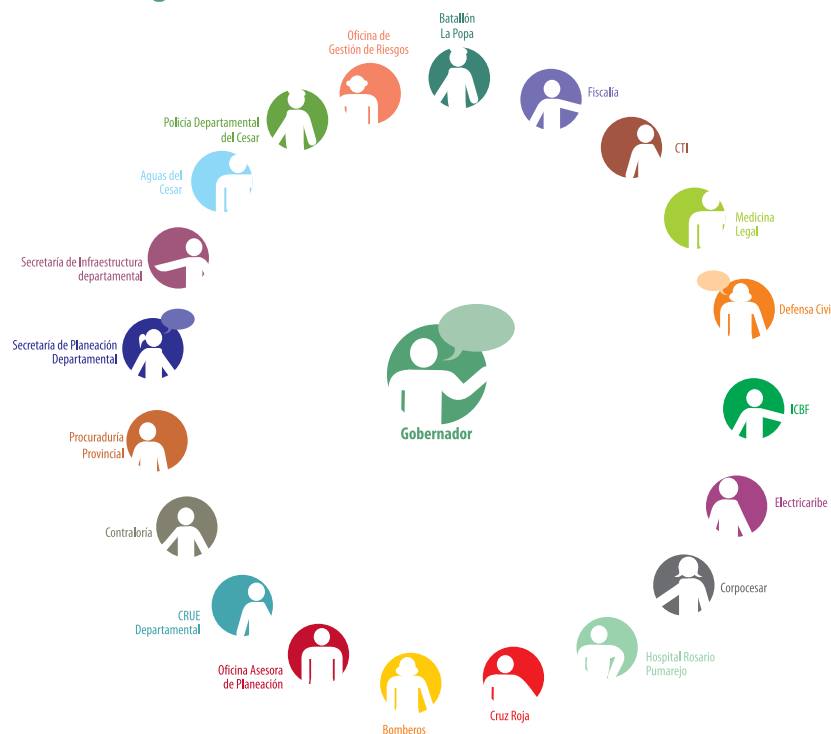 Batallón
La Popa
Oficina de
Gestión de Riesgos
Fiscalía
Policía Departamental
del Cesar
CTI
Aguas del
Cesar
Medicina
Legal
Secretaría de Infraestructura
departamental
Defensa Civi
Secretaría de Planeación
Departamental
ICBF
Gobernador
Procuraduría
Provincial
Electricaribe
Contraloría
Corpocesar
CRUE
Departamental
Hospital Rosario
Pumarejo
Oficina Asesora
de Planeación
Cruz Roja
Bomberos